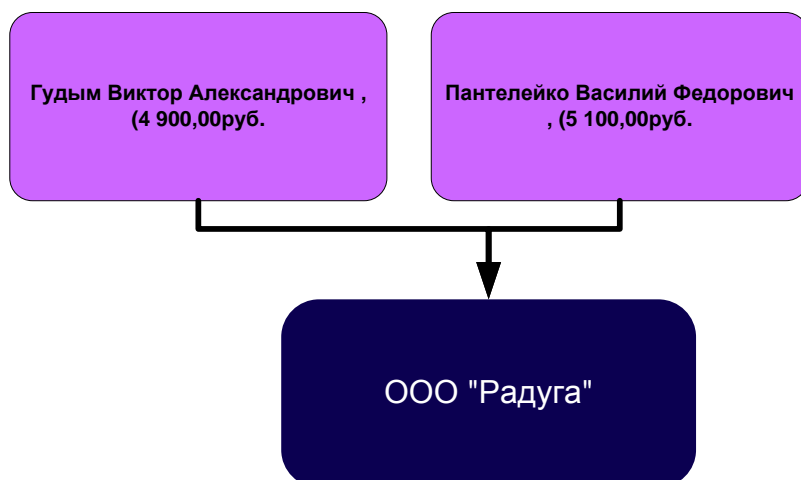 Гудым Виктор Александрович ,
(4 900,00руб.
Пантелейко Василий Федорович
, (5 100,00руб.
ООО "Радуга"